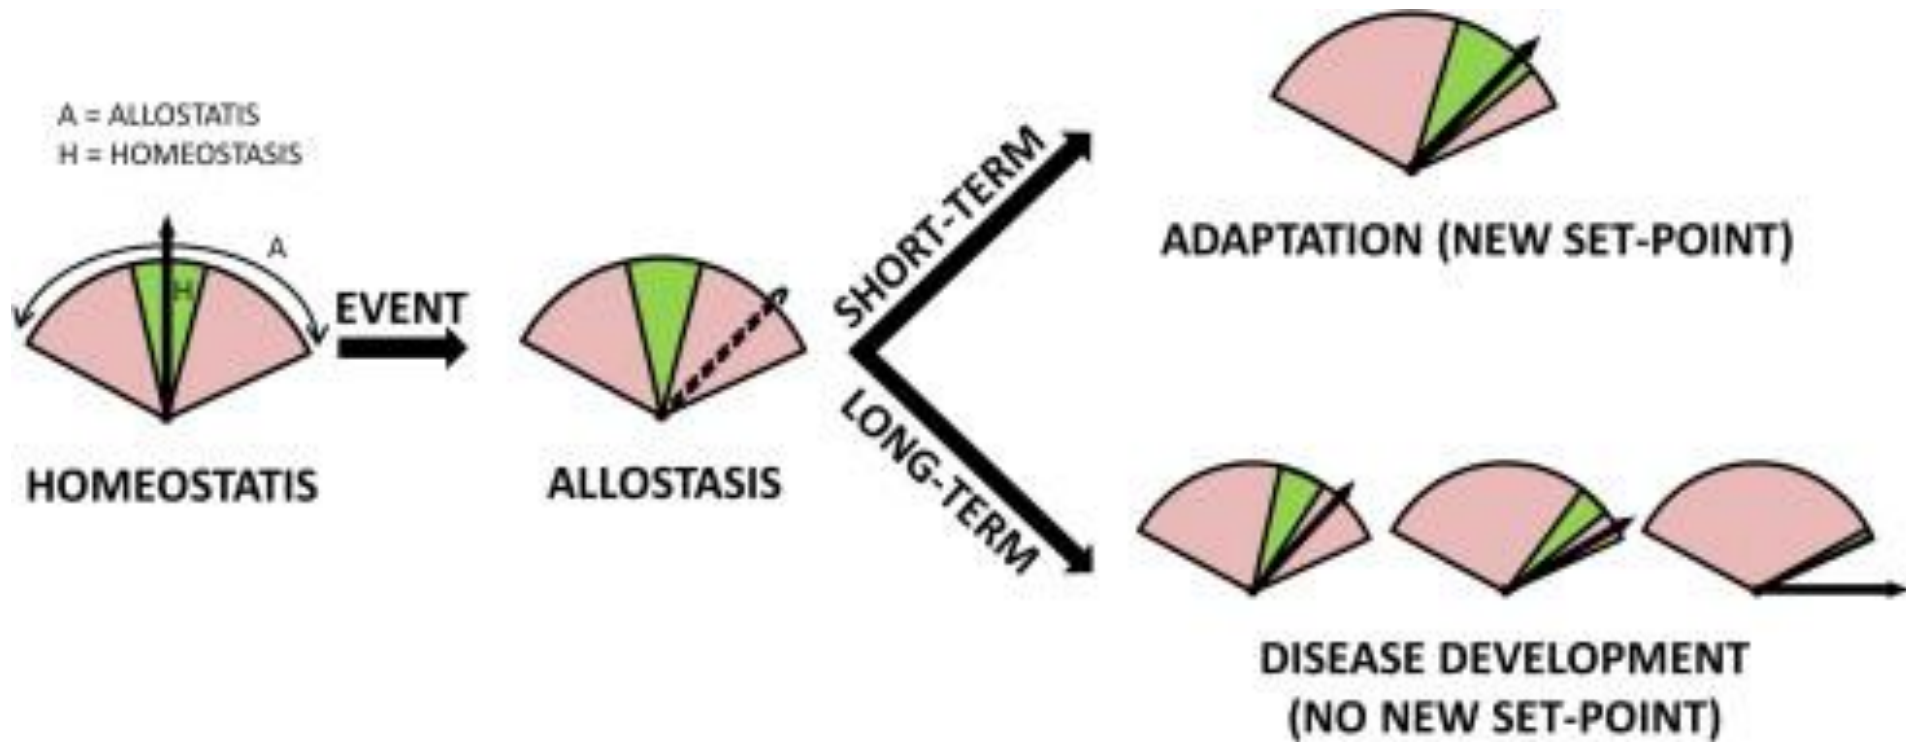 A = ALLOSTATIS
H = HOMEOSTASIS
A
H
EVENT
HOMEOSTATIS
ALLOSTASIS
SHORT-TERM
LONG-TERM
ADAPTATION (NEW SET-POINT)
DISEASE DEVELOPMENT
(NO NEW SET-POINT)